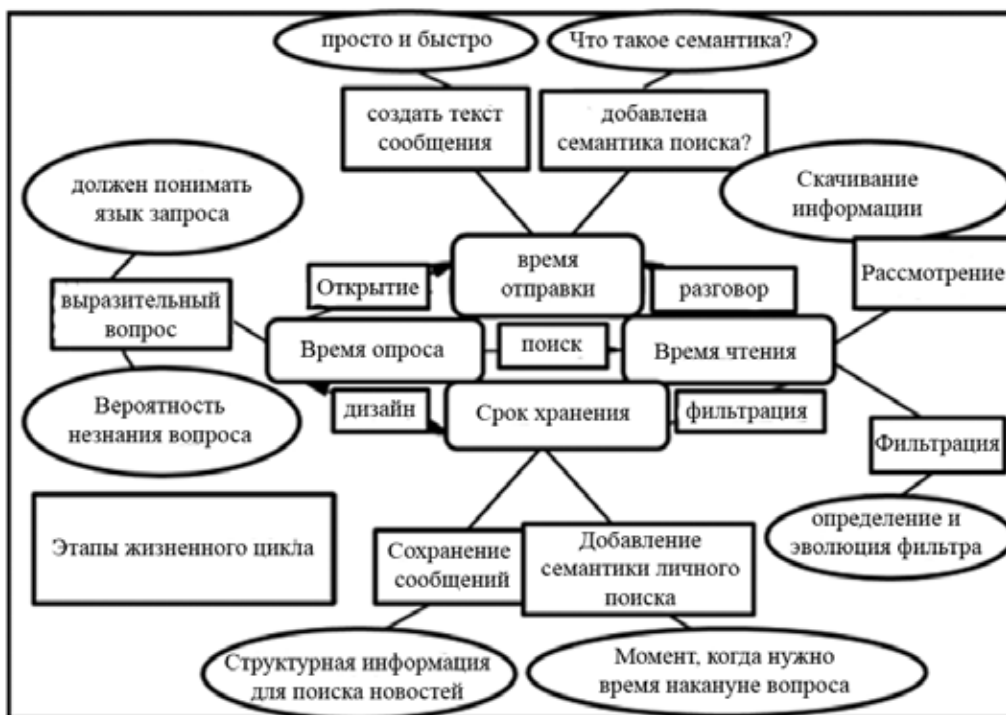 просто и быстро
Что такое семантика?
создать текст
сообщения
добавлена
семантика поиска?
должен понимать
язык запроса
Скачивание
информации
время
отправки
Открытие
разговор
Рассмотрение
выразительный
вопрос
Время опроса
поиск
Время чтения
Вероятность
незнания вопроса
дизайн
Срок хранения
фильтрация
Фильтрация
Этапы жизненного цикла
Сохранение
сообщений
Добавление
семантики личного
поиска
определение и
эволюция фильтра
Структурная информация
для поиска новостей
Момент, когда нужно
время накануне вопроса